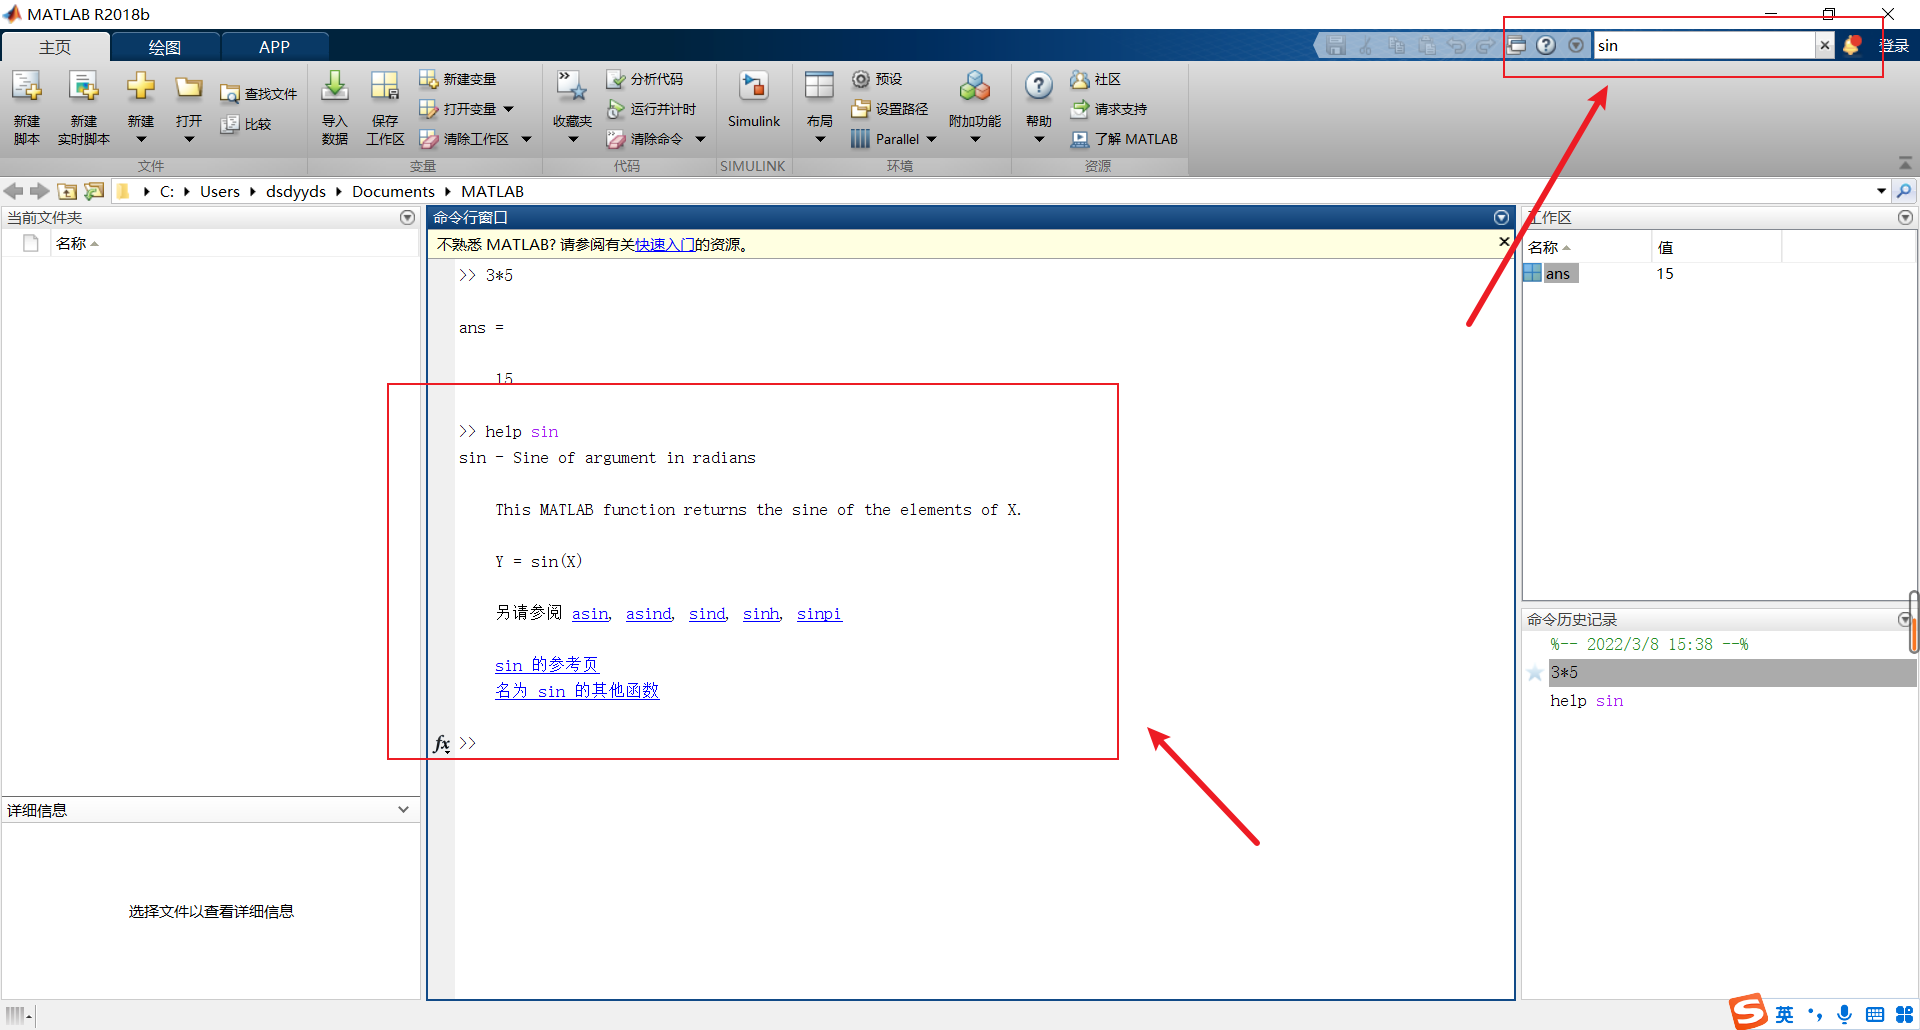 MATLAB R2018b
主页
绘图
APP
sin
登录
新建
脚本
新建
实时脚本
新建
打开
查找文件
比较
导入
数据
保存
工作区
新建变量
打开变量
清除工作区
收藏夹
分析代码
运行并计时
清除命令
Simulink
布局
预设
设置路径
Parallel
附加功能
帮助
社区
请求支持
了解 MATLAB
文件
变量
代码
SIMULINK
环境
资源
C:
Users
dsdyyds
Documents
MATLAB
当前文件夹
名称
命令行窗口
不熟悉 MATLAB? 请参阅有关快速入门的资源。
>> 3*5
ans =
15
>> help sin
sin - Sine of argument in radians
This MATLAB function returns the sine of the elements of X.
Y = sin(X)
另请参阅 asin, asind, sind, sinh, sinpi
sin 的参考页
名为 sin 的其他函数
fx >>
工作区
名称
值
ans
15
命令历史记录
%-- 2022/3/8 15:38 --%
3*5
help sin
详细信息
选择文件以查看详细信息
S 英